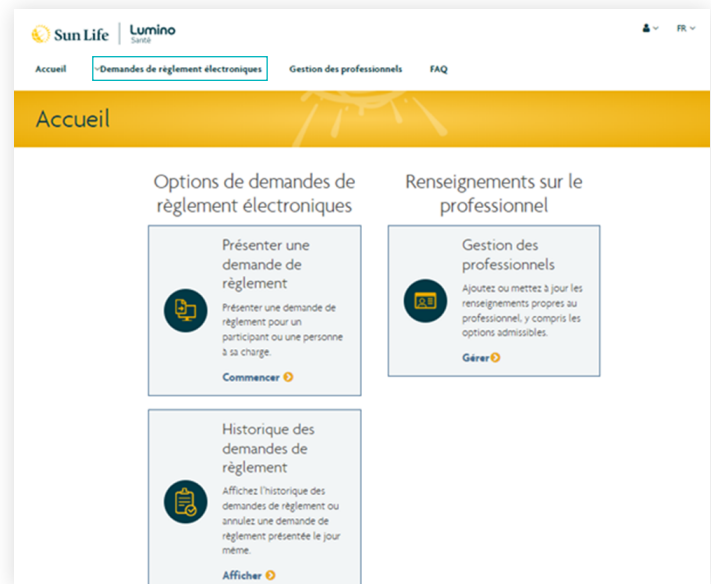 Sun Life
Lumino
Santé
FR
Accueil
Demandes de règlement électroniques
Gestion des professionnels
FAQ
Accueil
Options de demandes de
règlement électroniques
Présenter une
demande de
règlement
Présenter une demande de
règlement pour un
participant ou une personne
à sa charge.
Commencer
Historique des
demandes de
règlement
Affichez l'historique des
demandes de règlement ou
annulez une demande de
règlement présentée le jour
même.
Afficher
Renseignements sur le
professionnel
Gestion des
professionnels
Ajoutez ou mettez à jour les
renseignements propres au
professionnel, y compris les
options admissibles.
Gérer